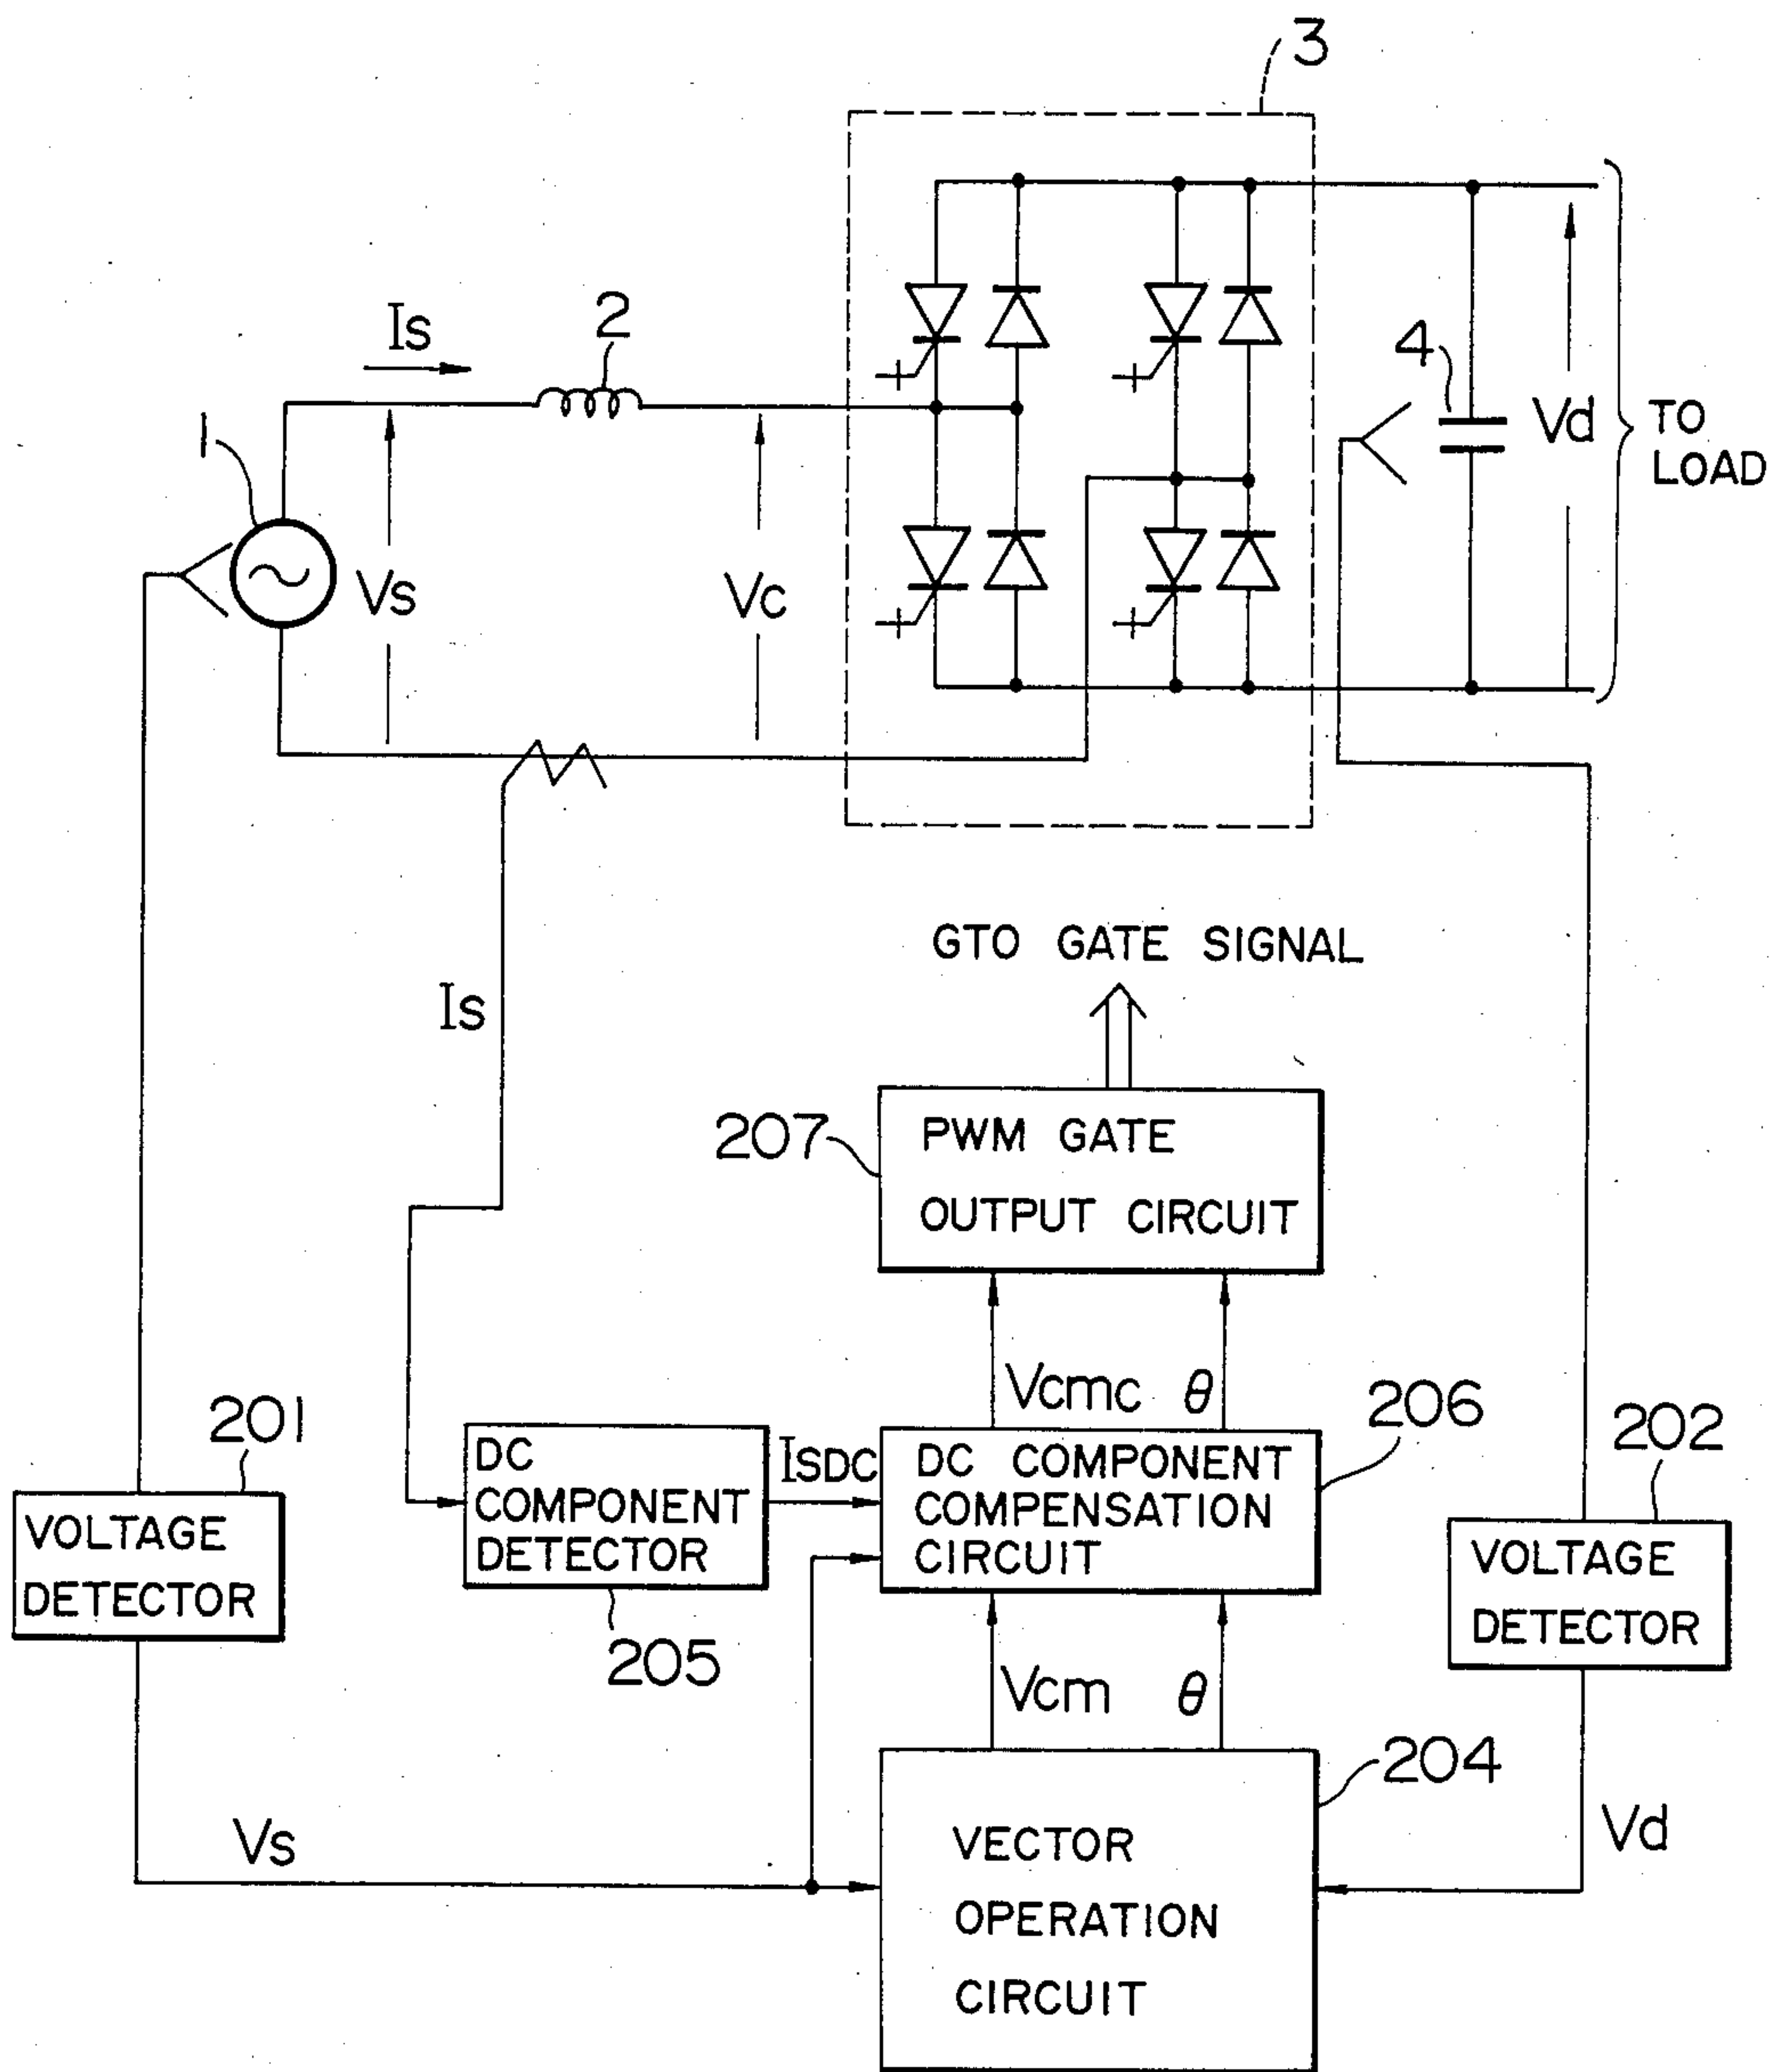 3
Is
2
4
Vd
TO
LOAD
1
Vs
Vc
GTO GATE SIGNAL
Is
207
PWM GATE
OUTPUT CIRCUIT
Vcmc θ
206
201
DC
COMPONENT
DETECTOR
ISDC
DC COMPONENT
COMPENSATION
CIRCUIT
202
VOLTAGE
DETECTOR
205
VOLTAGE
DETECTOR
Vcm θ
204
Vs
VECTOR
OPERATION
CIRCUIT
Vd